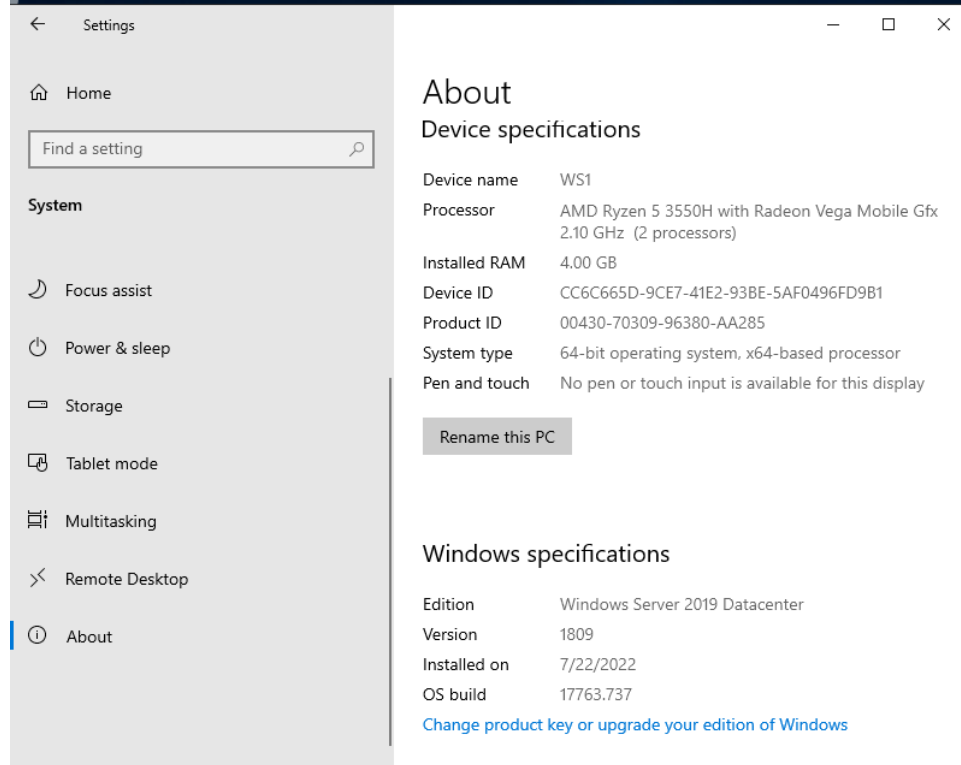 Settings
Home
Find a setting
System
Focus assist
Power & sleep
Storage
Tablet mode
Multitasking
Remote Desktop
About
About
Device specifications
Device name WS1
Processor AMD Ryzen 5 3550H with Radeon Vega Mobile Gfx
2.10 GHz (2 processors)
Installed RAM 4.00 GB
Device ID CC6C665D-9CE7-41E2-93BE-5AF0496FD9B1
Product ID 00430-70309-96380-AA285
System type 64-bit operating system, x64-based processor
Pen and touch No pen or touch input is available for this display
Rename this PC
Windows specifications
Edition Windows Server 2019 Datacenter
Version 1809
Installed on 7/22/2022
OS build 17763.737
Change product key or upgrade your edition of Windows